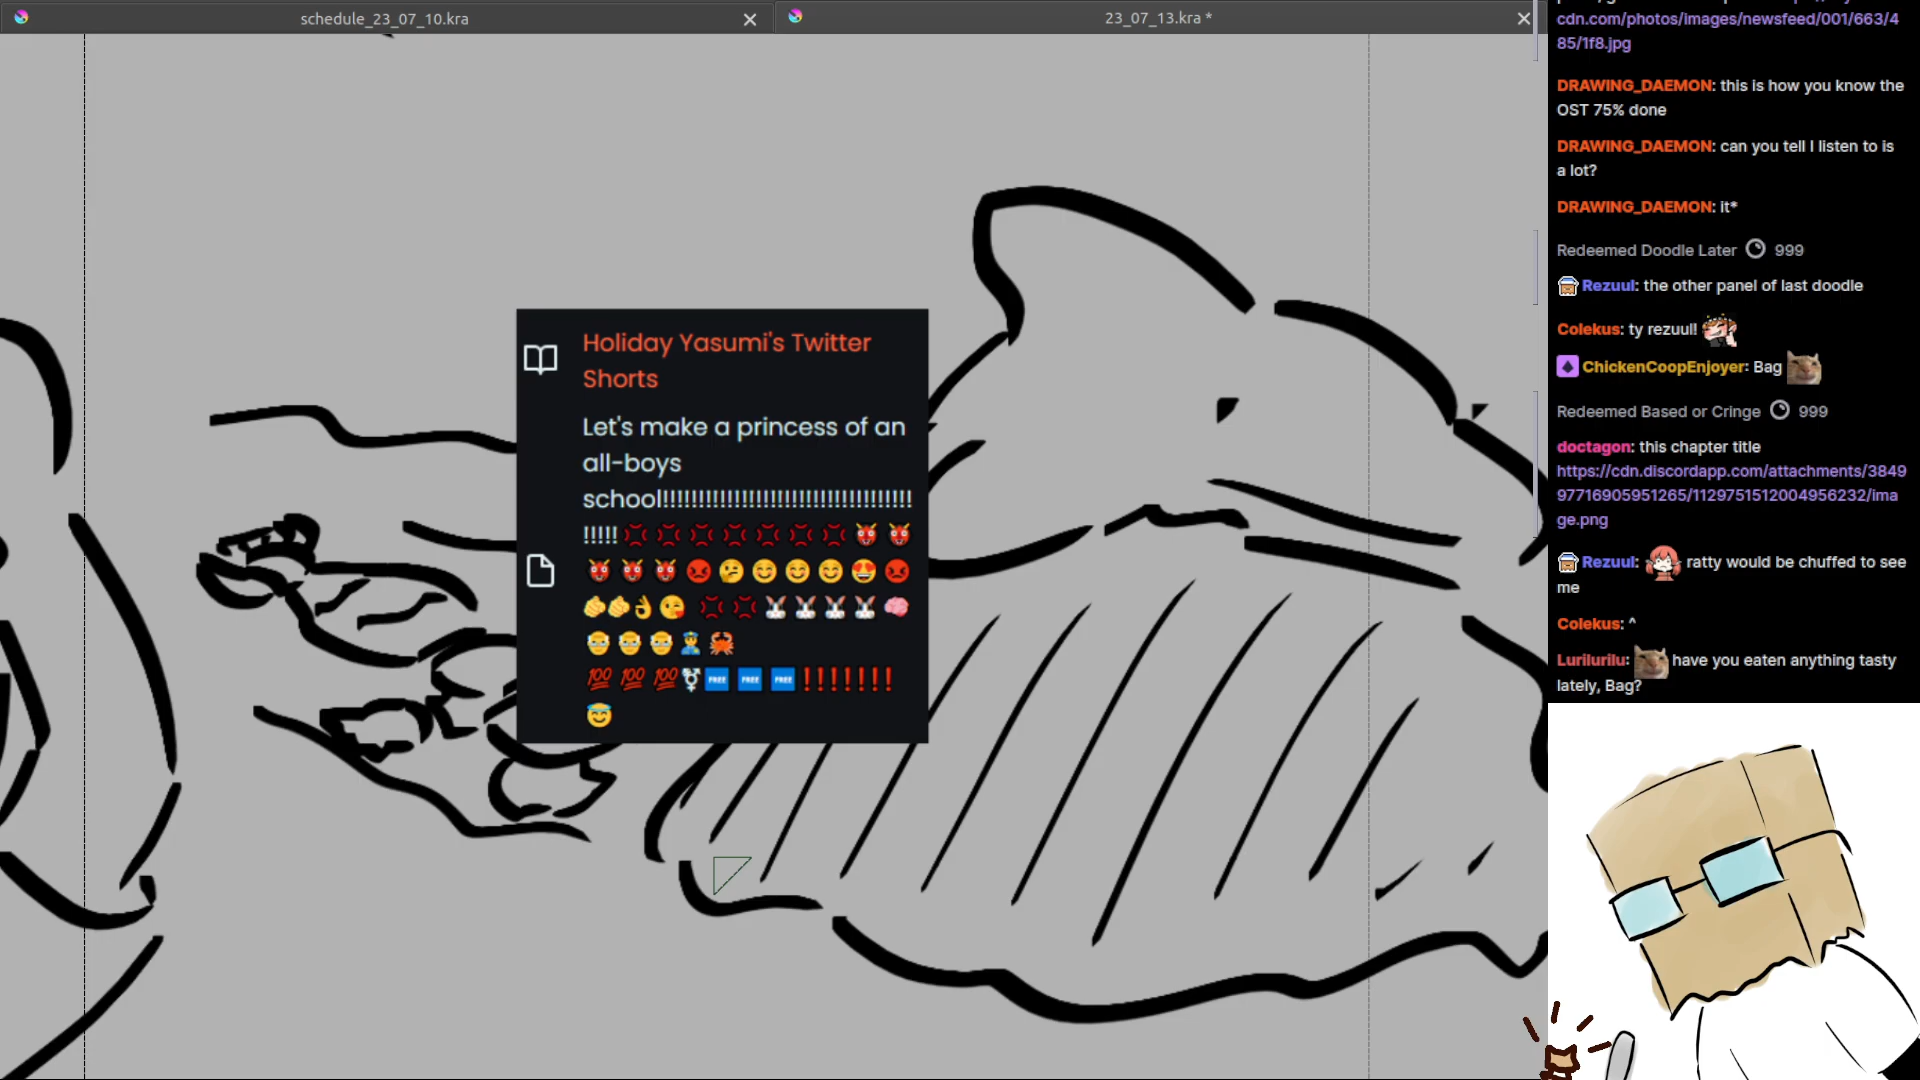 schedule_23_07_10.kra
23_07_13.kra *
Holiday Yasumi's Twitter
Shorts
Let's make a princess of an
all-boys
school!!!!!!!!!!!!!!!!!!!!!!!!!!!!!!!!!!!
!!!!!💢💢💢💢💢💢💢👹👹
👹👹👹😡🤔😊😊😊😍😡
🫵🫵👌😘💢💢🐰🐰🐰🐰🧠
👴👴👴👮🦀
💯💯💯⚧🆓🆓🆓❗❗❗❗❗❗❗
😇
cdn.com/photos/images/newsfeed/001/663/4
85/1f8.jpg
DRAWING_DAEMON: this is how you know the
OST 75% done
DRAWING_DAEMON: can you tell I listen to is
a lot?
DRAWING_DAEMON: it*
Redeemed Doodle Later 999
Rezuul: the other panel of last doodle
Colekus: ty rezuul!
ChickenCoopEnjoyer: Bag
Redeemed Based or Cringe 999
doctagon: this chapter title
https://cdn.discordapp.com/attachments/3849
97716905951265/1129751512004956232/ima
ge.png
Rezuul: ratty would be chuffed to see
me
Colekus: ^
Lurilurilu: have you eaten anything tasty
lately, Bag?